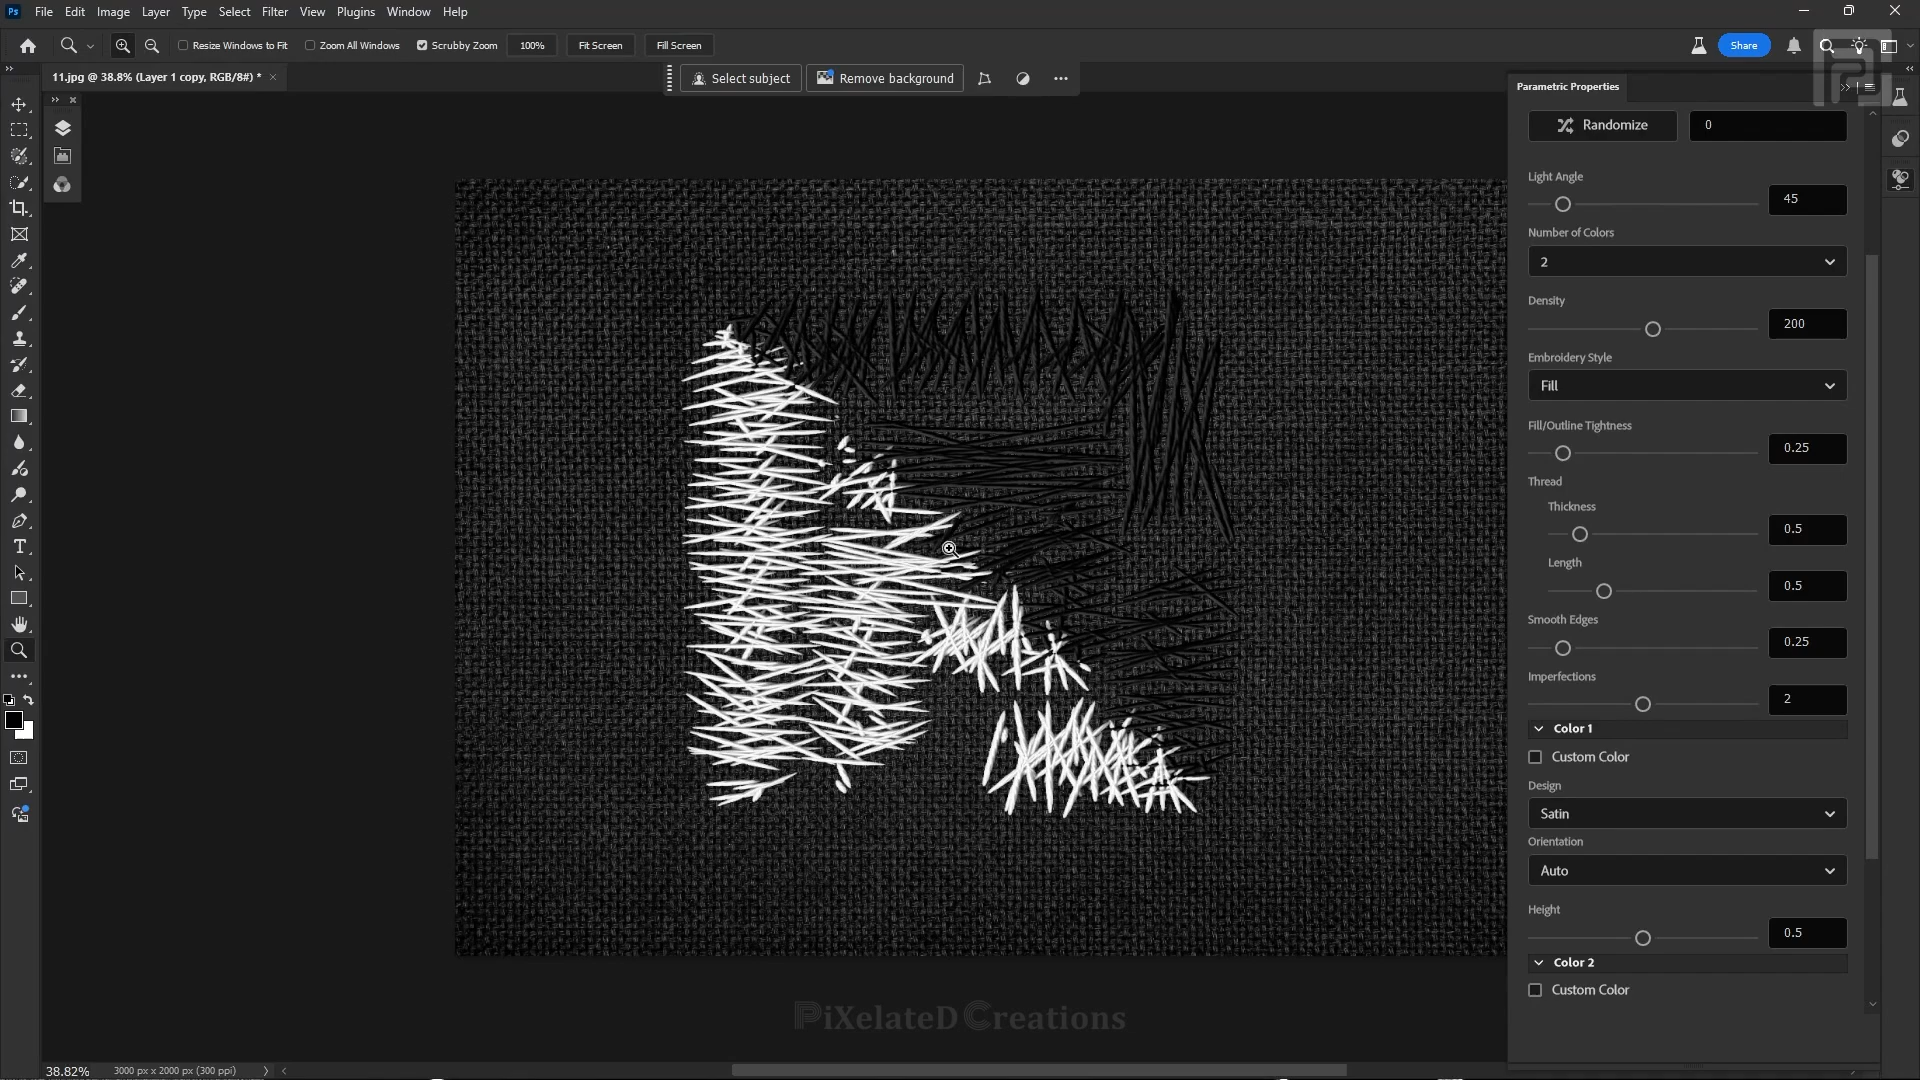 Ps File Edit Image Layer Type Select Filter View Plugins Window Help
Resize Windows to Fit Zoom All Windows Scrubby Zoom 100% Fit Screen Fill Screen Share
11.jpg @ 38.8% (Layer 1 copy, RGB/8#) *
Select subject Remove background
Parametric Properties
Randomize 0
Light Angle
45
Number of Colors
2
Density
200
Embroidery Style
Fill
Fill/Outline Tightness
0.25
Thread
Thickness
0.5
Length
0.5
Smooth Edges
0.25
Imperfections
2
Color 1
Custom Color
Design
Satin
Orientation
Auto
Height
0.5
Color 2
Custom Color
PiXelateD Creations
38.82% 3000 px x 2000 px (300 ppi)